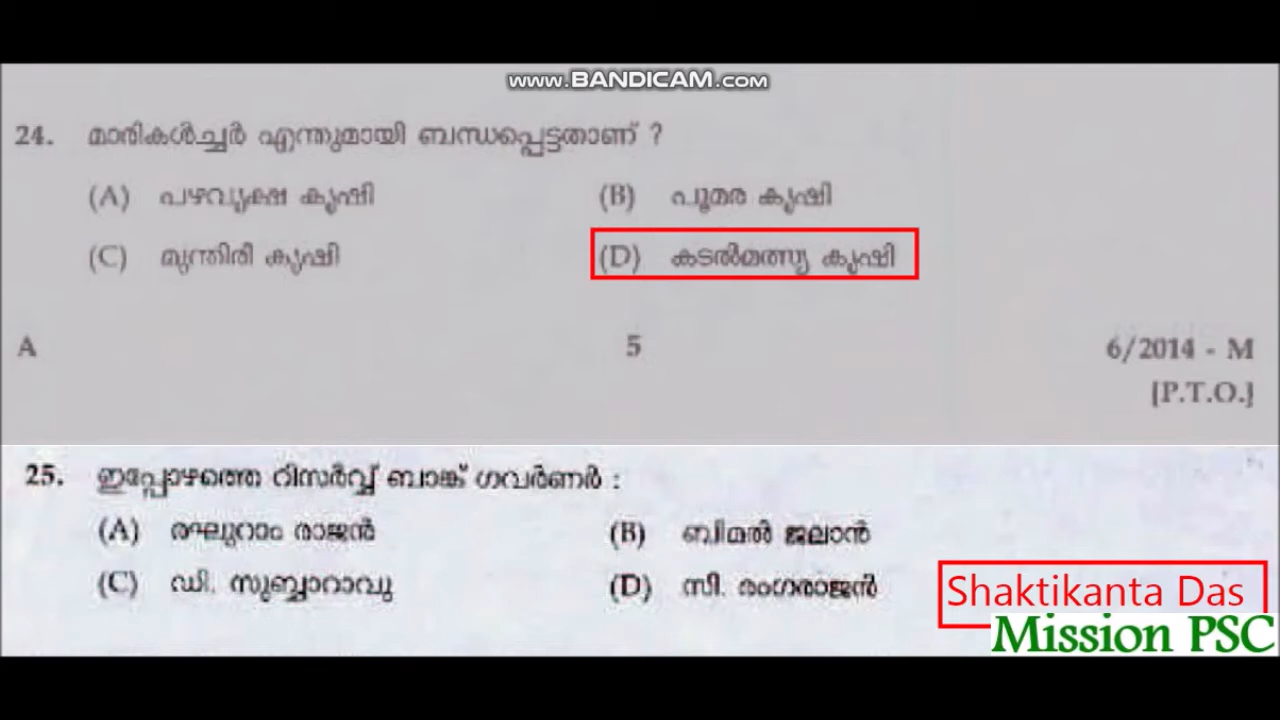 www.BANDICAM.com
24. മാരികൾച്ചർ എന്തുമായി ബന്ധപ്പെട്ടതാണ് ?
(A) പഴവൃക്ഷ കൃഷി (B) പൂമര കൃഷി
(C) മുന്തിരി കൃഷി (D) കടൽമത്സ്യ കൃഷി
A 5 6/2014 - M
[P.T.O.]
25. ഇപ്പോഴത്തെ റിസർവ്വ് ബാങ്ക് ഗവർണർ :
(A) രഘുറാം രാജൻ (B) ബിമൽ ജലാൻ
(C) ഡി. സുബ്ബാറാവു (D) സി. രംഗരാജൻ
Shaktikanta Das
Mission PSC